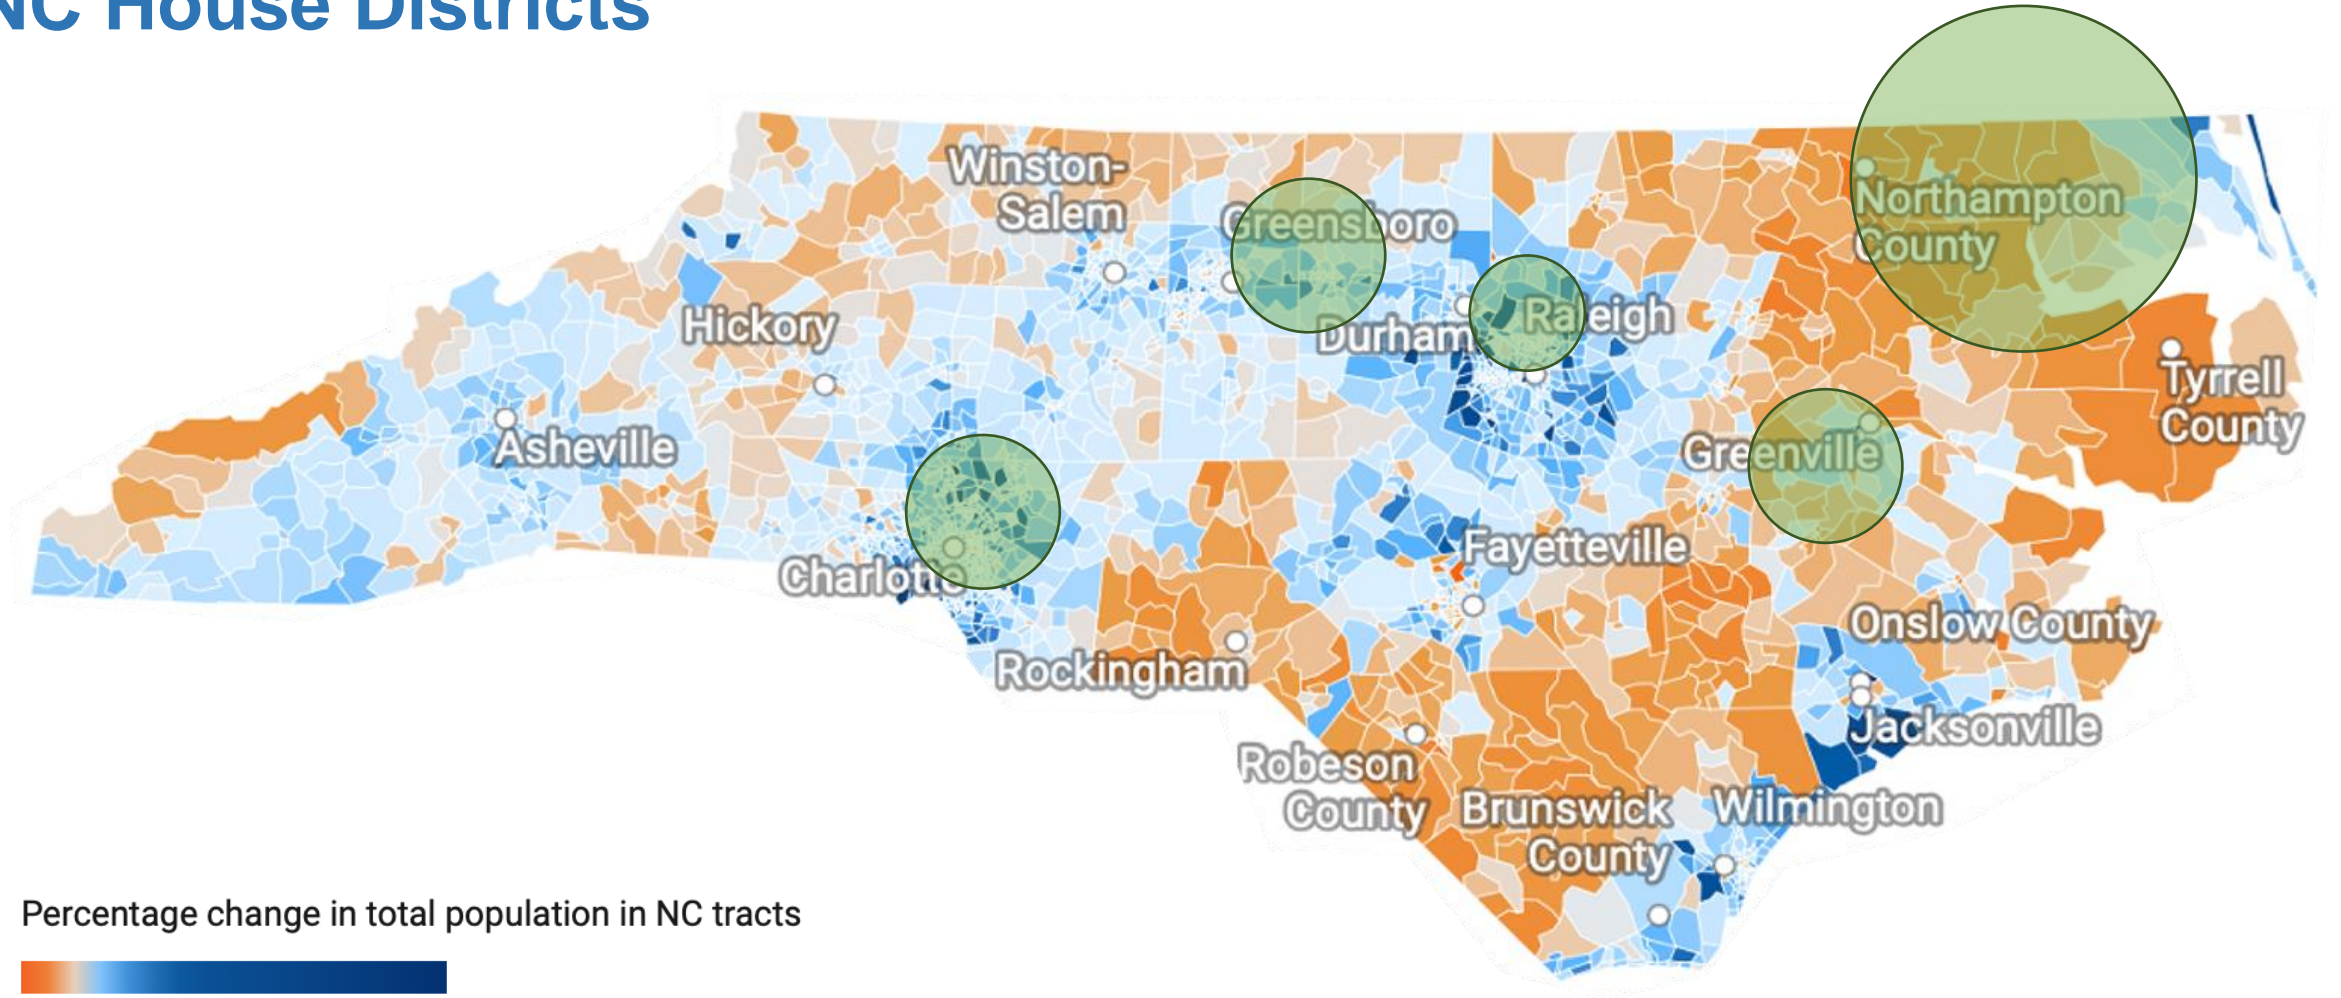 NC House Districts
Winston-
Salem
Greensboro
Northampton
County
Hickory
Durham
Raleigh
Tyrrell
County
Asheville
Greenville
Charlotte
Fayetteville
Onslow County
Rockingham
Jacksonville
Robeson
County
Brunswick
County
Wilmington
Percentage change in total population in NC tracts